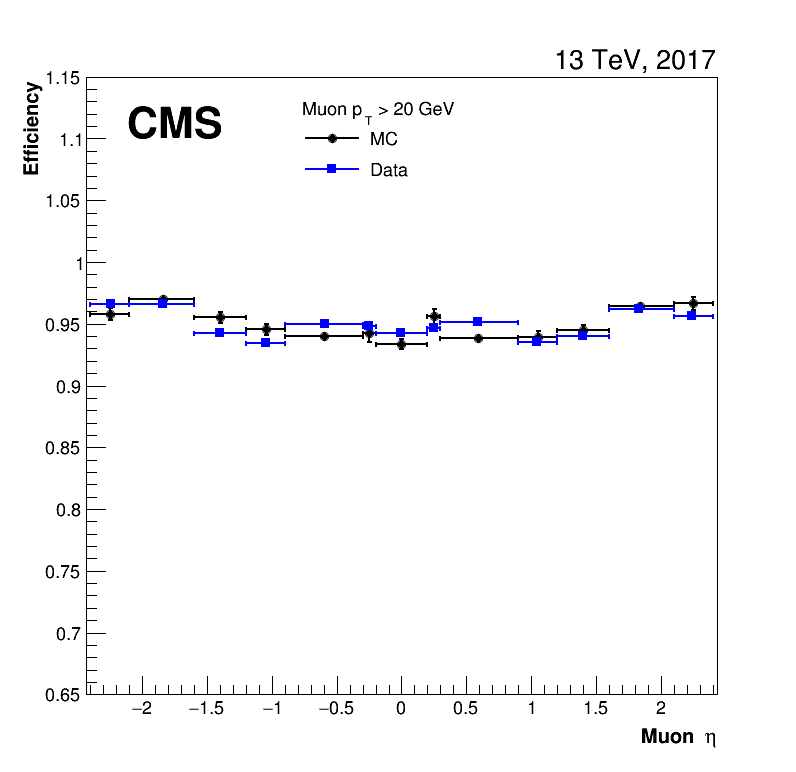 13 TeV, 2017
CMS
Muon p_T > 20 GeV
MC
Data
Efficiency
1.15
1.1
1.05
1
0.95
0.9
0.85
0.8
0.75
0.7
0.65
−2 −1.5 −1 −0.5 0 0.5 1 1.5 2
Muon η